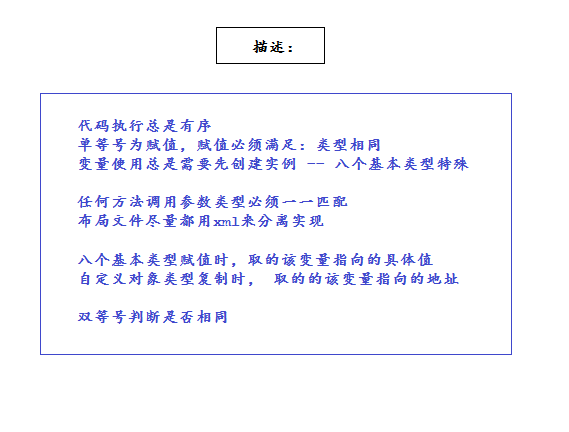 描述：
代码执行总是有序
单等号为赋值，赋值必须满足：类型相同
变量使用总是需要先创建实例 -- 八个基本类型特殊
任何方法调用参数类型必须一一匹配
布局文件尽量都用xml来分离实现
八个基本类型赋值时，取的该变量指向的具体值
自定义对象类型复制时， 取的的该变量指向的地址
双等号判断是否相同